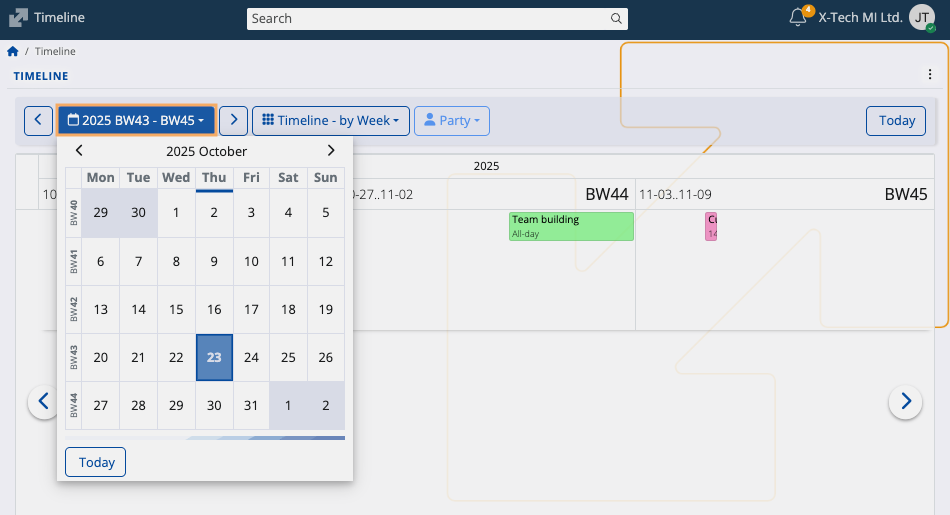 Timeline
Search
4
X-Tech MI Ltd.
JT
/ Timeline
TIMELINE
2025 BW43 - BW45
Timeline - by Week
Party
Today
2025
10
0-27..11-02
BW44
11-03..11-09
BW45
Team building
All-day
Cu
14
2025 October
Mon Tue Wed Thu Fri Sat Sun
BW40 29 30 1 2 3 4 5
BW41 6 7 8 9 10 11 12
BW42 13 14 15 16 17 18 19
BW43 20 21 22 23 24 25 26
BW44 27 28 29 30 31 1 2
Today